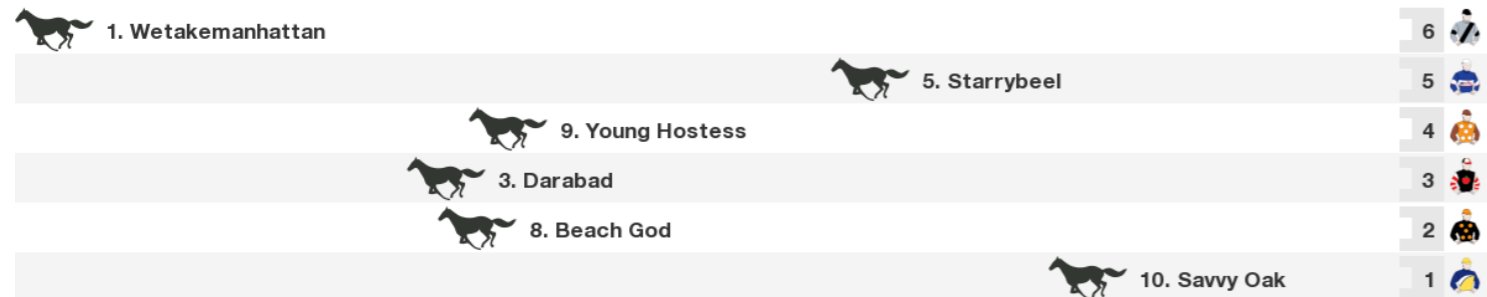 1. Wetakemanhattan 6
5. Starrybeel 5
9. Young Hostess 4
3. Darabad 3
8. Beach God 2
10. Savvy Oak 1